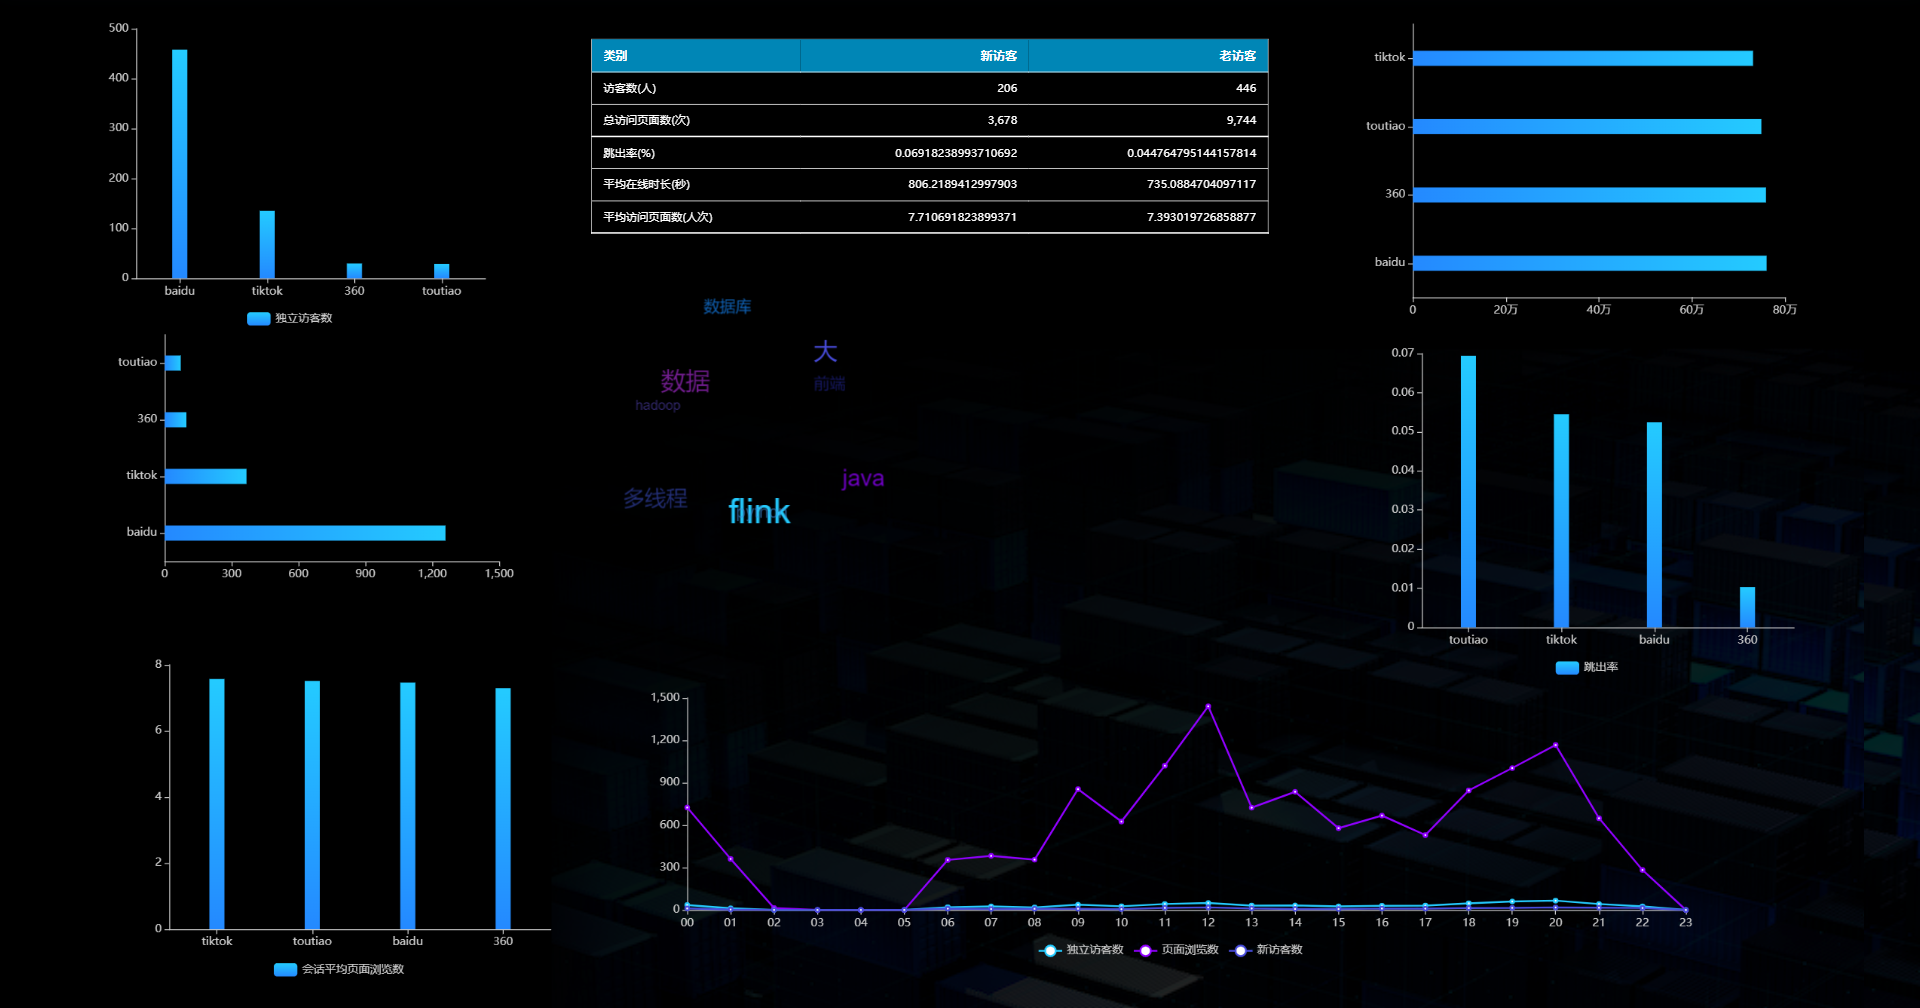 500
400
300
200
100
0
baidu tiktok 360 toutiao
独立访客数
类别 新访客 老访客
访客数(人) 206 446
总访问页面数(次) 3,678 9,744
跳出率(%) 0.06918238993710692 0.044764795144157814
平均在线时长(秒) 806.2189412997903 735.0884704097117
平均访问页面数(人次) 7.710691823899371 7.393019726858877
tiktok
toutiao
360
baidu
0 20万 40万 60万 80万
toutiao
360
tiktok
baidu
0 300 600 900 1,200 1,500
数据库
大
数据
前端
hadoop
java
多线程
flink
0.07
0.06
0.05
0.04
0.03
0.02
0.01
0
toutiao tiktok baidu 360
跳出率
8
6
4
2
0
tiktok toutiao baidu 360
会话平均页面浏览数
1,500
1,200
900
600
300
0
00 01 02 03 04 05 06 07 08 09 10 11 12 13 14 15 16 17 18 19 20 21 22 23
独立访客数 页面浏览数 新访客数